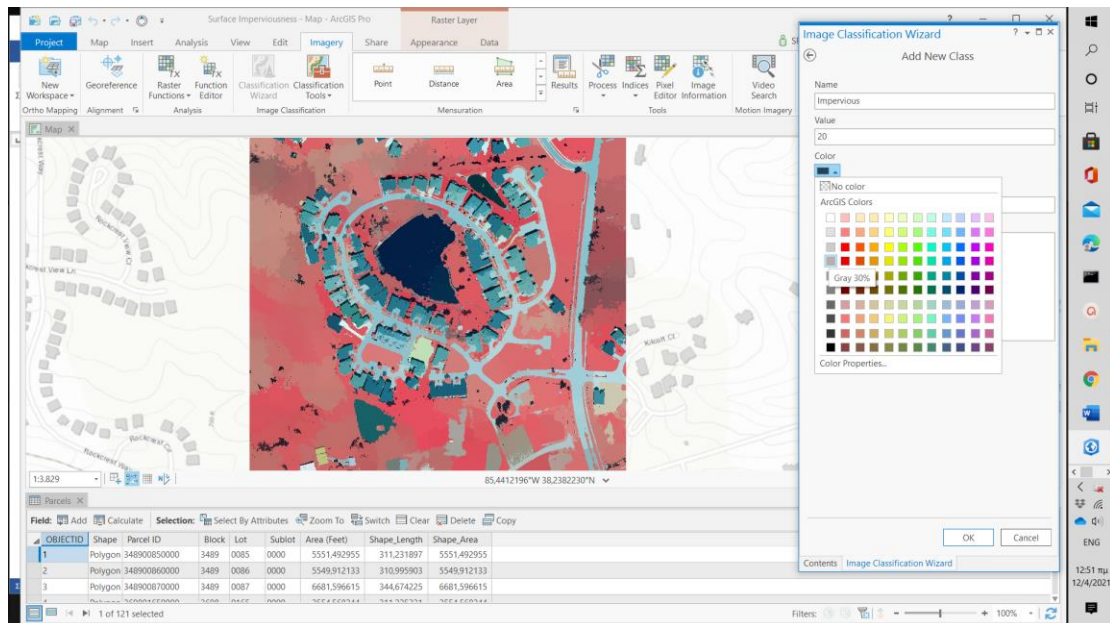 Surface Imperviousness - Map - ArcGIS Pro
Raster Layer
Project Map Insert Analysis View Edit Imagery Share Appearance Data
New Workspace
Georeference
Raster Functions
Function Editor
Classification Wizard
Classification Tools
Point
Distance
Area
Results
Process
Indices
Pixel Editor
Image Information
Video Search
Ortho Mapping
Alignment
Analysis
Image Classification
Mensuration
Tools
Motion Imagery
Map
Rockcrest View Ct
Rockcrest Ct
Kikuit Ct
1:3.829
85,4412196°W 38,2382230°N
Parcels
Field: Add Calculate Selection: Select By Attributes Zoom To Switch Clear Delete Copy
OBJECTID Shape Parcel ID Block Lot Sublot Area (Feet) Shape_Length Shape_Area
1 Polygon 348900850000 3489 0085 0000 5551,492955 311,231897 5551,492955
2 Polygon 348900860000 3489 0086 0000 5549,912133 310,995903 5549,912133
3 Polygon 348900870000 3489 0087 0000 6681,596615 344,674225 6681,596615
1 of 121 selected
Filters:
100%
Image Classification Wizard
Add New Class
Name
Impervious
Value
20
Color
No color
ArcGIS Colors
Gray 30%
Color Properties...
OK Cancel
Contents Image Classification Wizard
ENG
12:51 πμ
12/4/2021